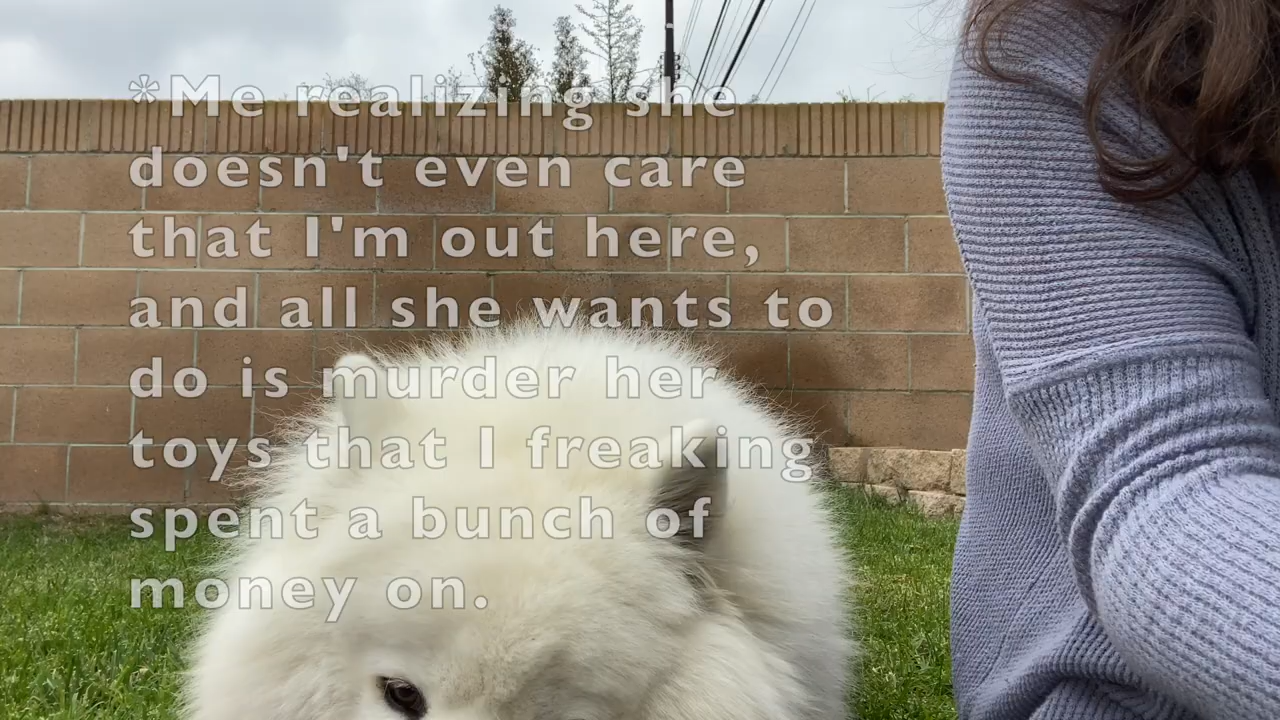 *Me realizing she
doesn't even care
that I'm out here,
and all she wants to
do is murder her
toys that I freaking
spent a bunch of
money on.